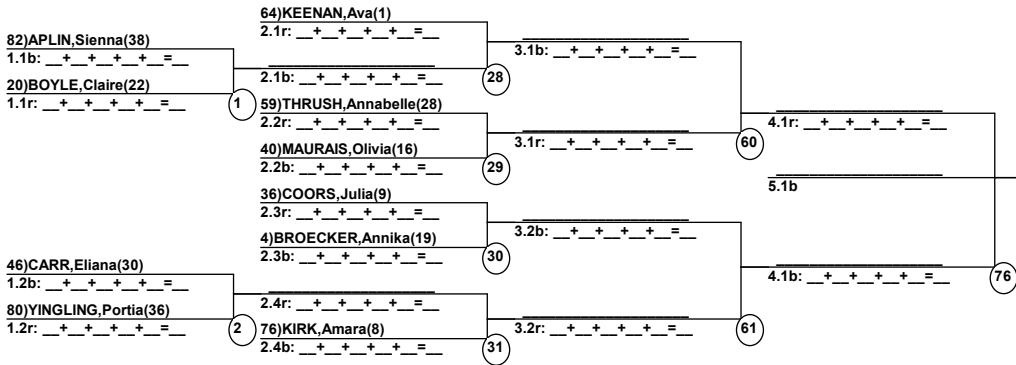 64)KEENAN,Ava(1)
2.1r: __+__+__+__+__=__
82)APLIN,Sienna(38)
1.1b: __+__+__+__+__=__
3.1b: __+__+__+__+__=__
2.1b: __+__+__+__+__=__
28
20)BOYLE,Claire(22)
1.1r: __+__+__+__+__=__
1
59)THRUSH,Annabelle(28)
2.2r: __+__+__+__+__=__
4.1r: __+__+__+__+__=__
3.1r: __+__+__+__+__=__
60
40)MAURAIS,Olivia(16)
2.2b: __+__+__+__+__=__
29
5.1b
36)COORS,Julia(9)
2.3r: __+__+__+__+__=__
3.2b: __+__+__+__+__=__
4)BROECKER,Annika(19)
2.3b: __+__+__+__+__=__
30
46)CARR,Eliana(30)
1.2b: __+__+__+__+__=__
4.1b: __+__+__+__+__=__
76
2.4r: __+__+__+__+__=__
80)YINGLING,Portia(36)
1.2r: __+__+__+__+__=__
2
3.2r: __+__+__+__+__=__
61
76)KIRK,Amara(8)
2.4b: __+__+__+__+__=__
31